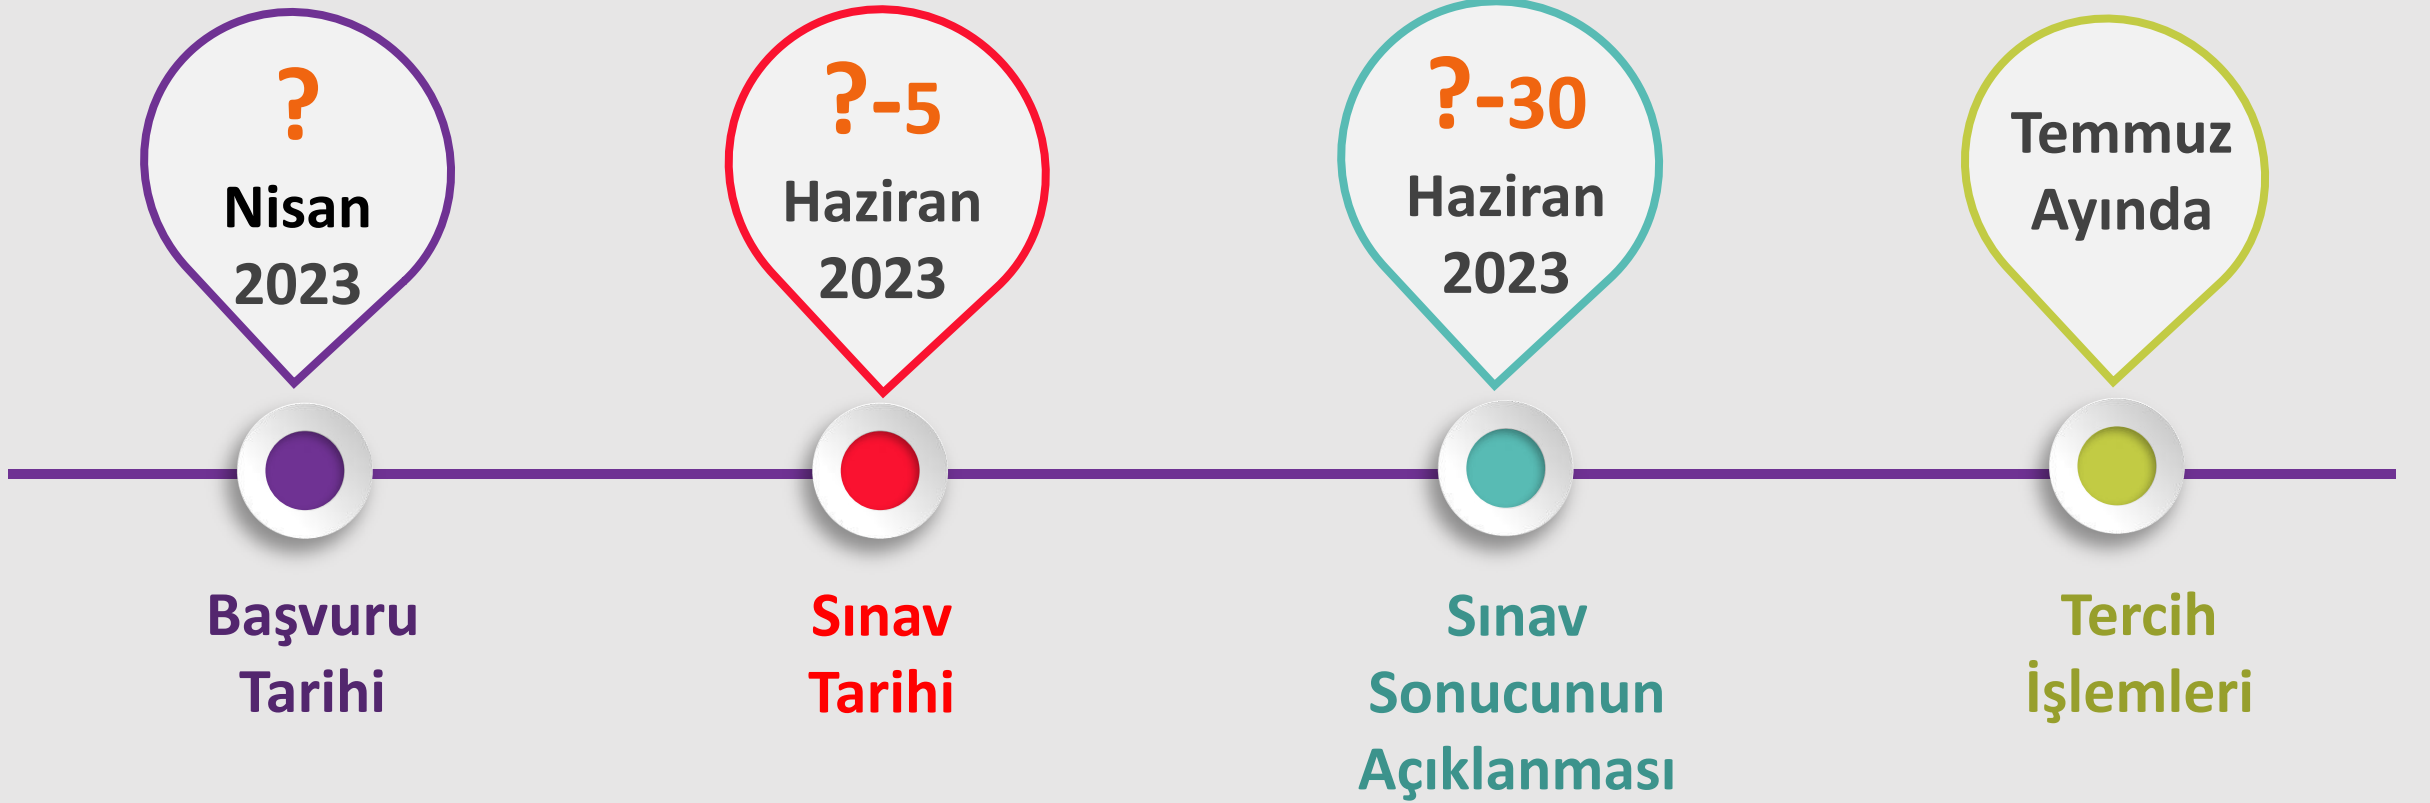 ?
Nisan
2023
?-5
Haziran
2023
?-30
Haziran
2023
Temmuz
Ayında
Başvuru
Tarihi
Sınav
Tarihi
Sınav
Sonucunun
Açıklanması
Tercih
İşlemleri